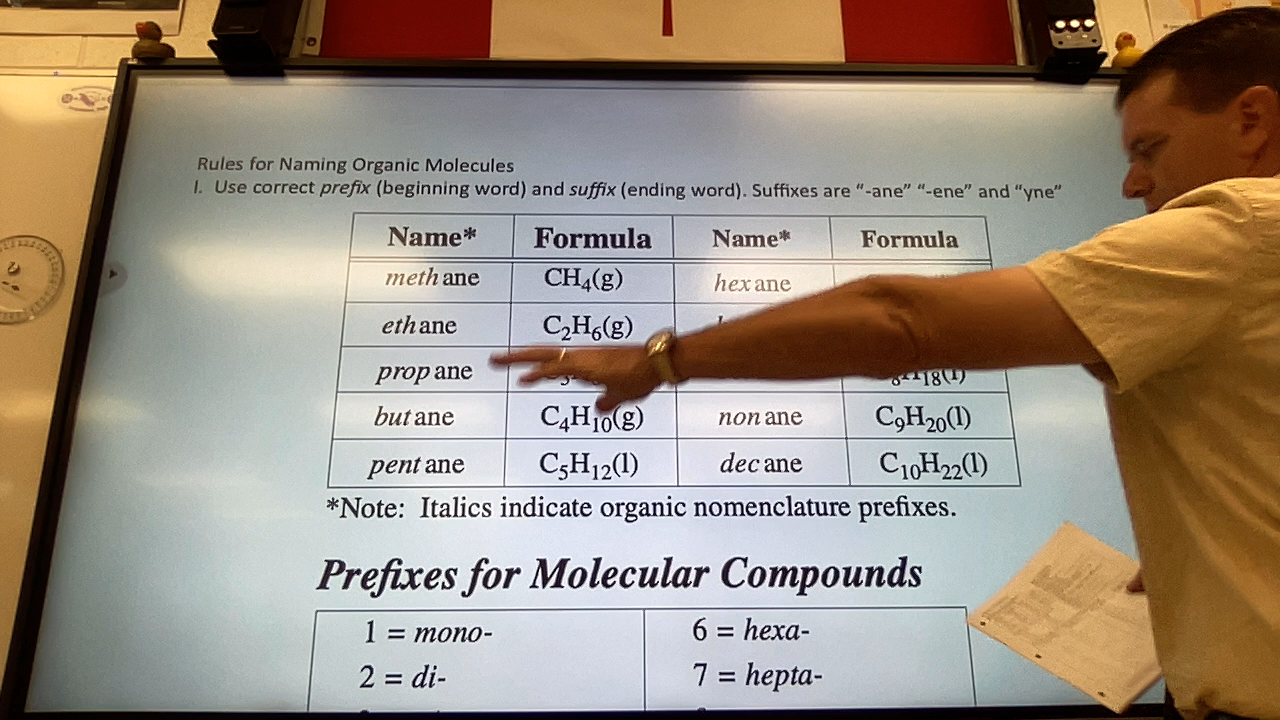 Rules for Naming Organic Molecules
I. Use correct prefix (beginning word) and suffix (ending word). Suffixes are “-ane” “-ene” and “yne”
Name* Formula Name* Formula
methane CH₄(g) hexane
ethane C₂H₆(g)
propane
butane C₄H₁₀(g) nonane C₉H₂₀(l)
pentane C₅H₁₂(l) decane C₁₀H₂₂(l)
*Note: Italics indicate organic nomenclature prefixes.
Prefixes for Molecular Compounds
1 = mono- 6 = hexa-
2 = di- 7 = hepta-